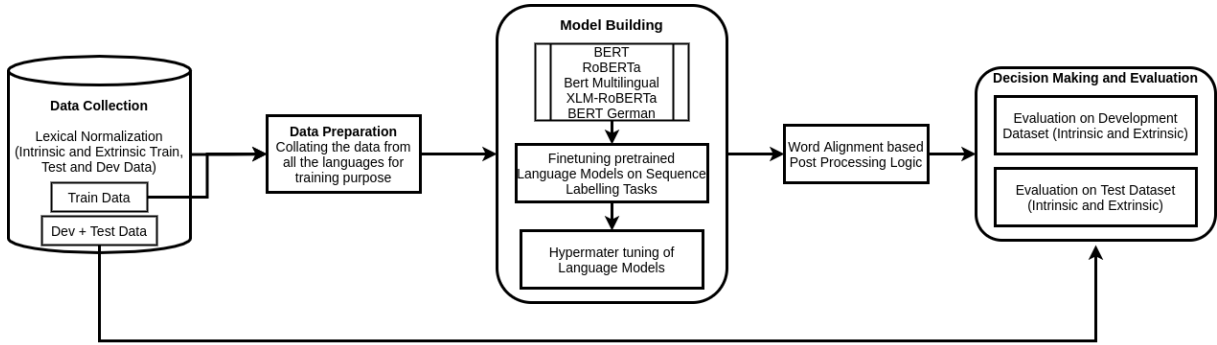 Data Collection
Lexical Normalization
(Intrinsic and Extrinsic Train,
Test and Dev Data)
Train Data
Dev + Test Data
Data Preparation
Collating the data from
all the languages for
training purpose
Model Building
BERT
RoBERTa
Bert Multilingual
XLM-RoBERTa
BERT German
Finetuning pretrained
Language Models on Sequence
Labelling Tasks
Hypermater tuning of
Language Models
Word Alignment based
Post Processing Logic
Decision Making and Evaluation
Evaluation on Development
Dataset (Intrinsic and Extrinsic)
Evaluation on Test Dataset
(Intrinsic and Extrinsic)